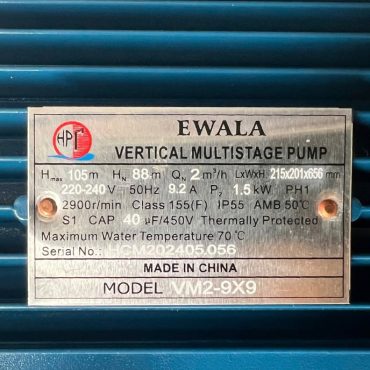 HPF
EWALA
VERTICAL MULTISTAGE PUMP
Hmax 105 m HN 88 m QN 2 m³/h LxWxH 215x201x656 mm
220-240 V 50Hz 9.2 A P2 1.5 kW PH1
2900r/min Class 155(F) IP55 AMB 50℃
S1 CAP 40 µF/450V Thermally Protected
Maximum Water Temperature 70℃
Serial No.: HCM202405.056
MADE IN CHINA
MODEL VM2-9X9